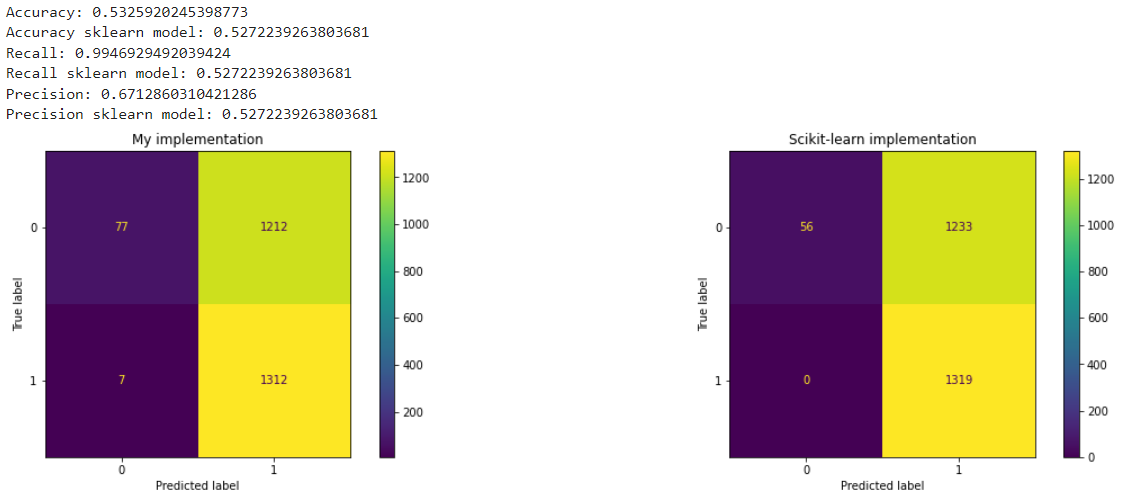 Accuracy: 0.5325920245398773
Accuracy sklearn model: 0.5272239263803681
Recall: 0.9946929492039424
Recall sklearn model: 0.5272239263803681
Precision: 0.6712860310421286
Precision sklearn model: 0.5272239263803681
My implementation
77 1212
7 1312
0
1
True label
0 1
Predicted label
1200
1000
800
600
400
200
Scikit-learn implementation
56 1233
0 1319
0
1
True label
0 1
Predicted label
1200
1000
800
600
400
200
0